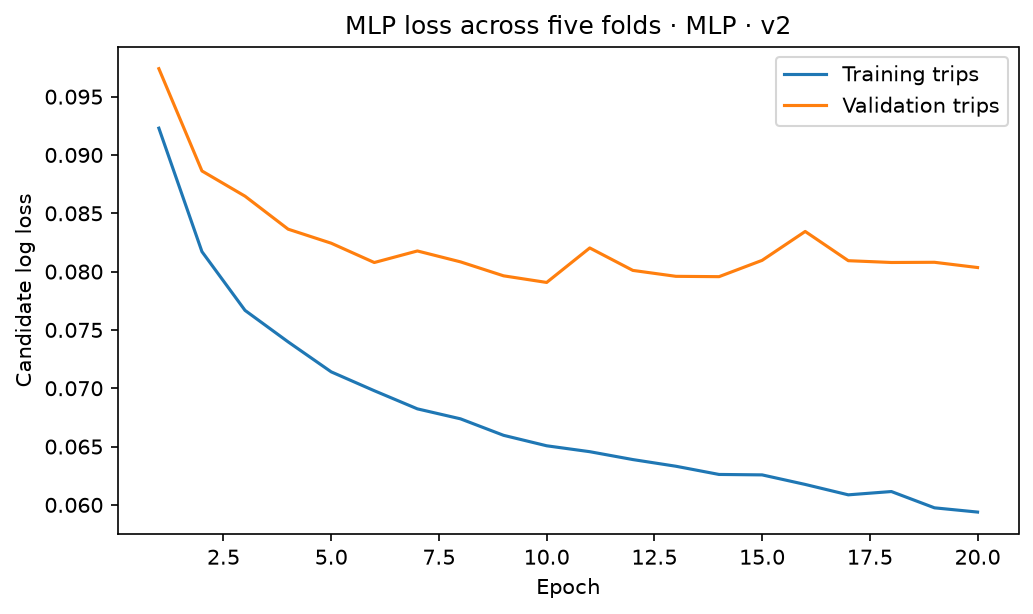 MLP loss across five folds · MLP · v2
Training trips
Validation trips
Candidate log loss
0.095
0.090
0.085
0.080
0.075
0.070
0.065
0.060
2.5 5.0 7.5 10.0 12.5 15.0 17.5 20.0
Epoch